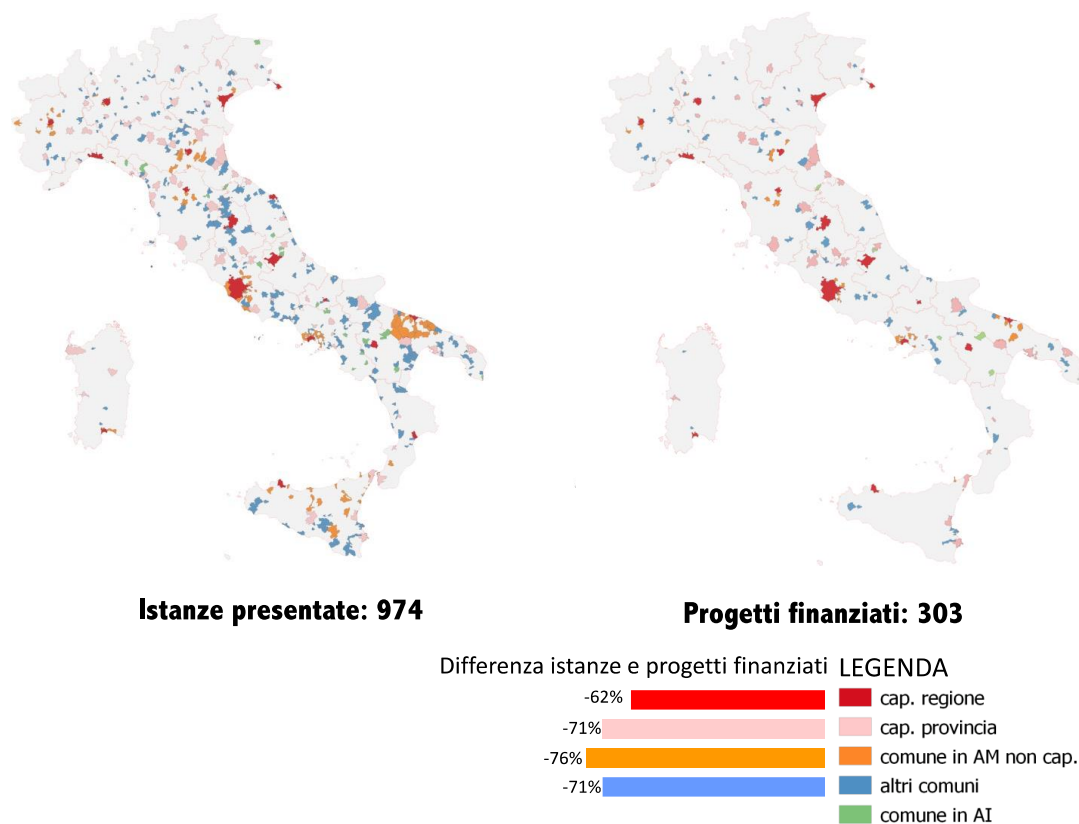 Istanze presentate: 974
Progetti finanziati: 303
Differenza istanze e progetti finanziati
LEGENDA
-62%
cap. regione
-71%
cap. provincia
-76%
comune in AM non cap.
-71%
altri comuni
comune in AI